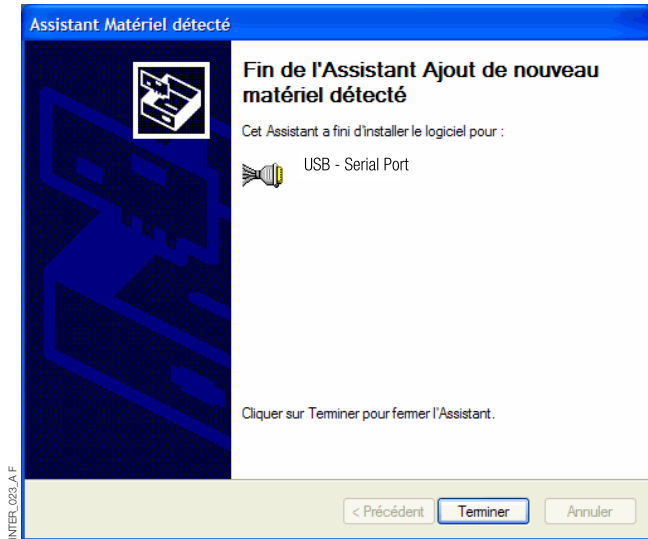 Assistant Matériel détecté
Fin de l'Assistant Ajout de nouveau
matériel détecté
Cet Assistant a fini d'installer le logiciel pour :
USB - Serial Port
Cliquer sur Terminer pour fermer l'Assistant.
< Précédent
Terminer
Annuler
INTER_023_A F